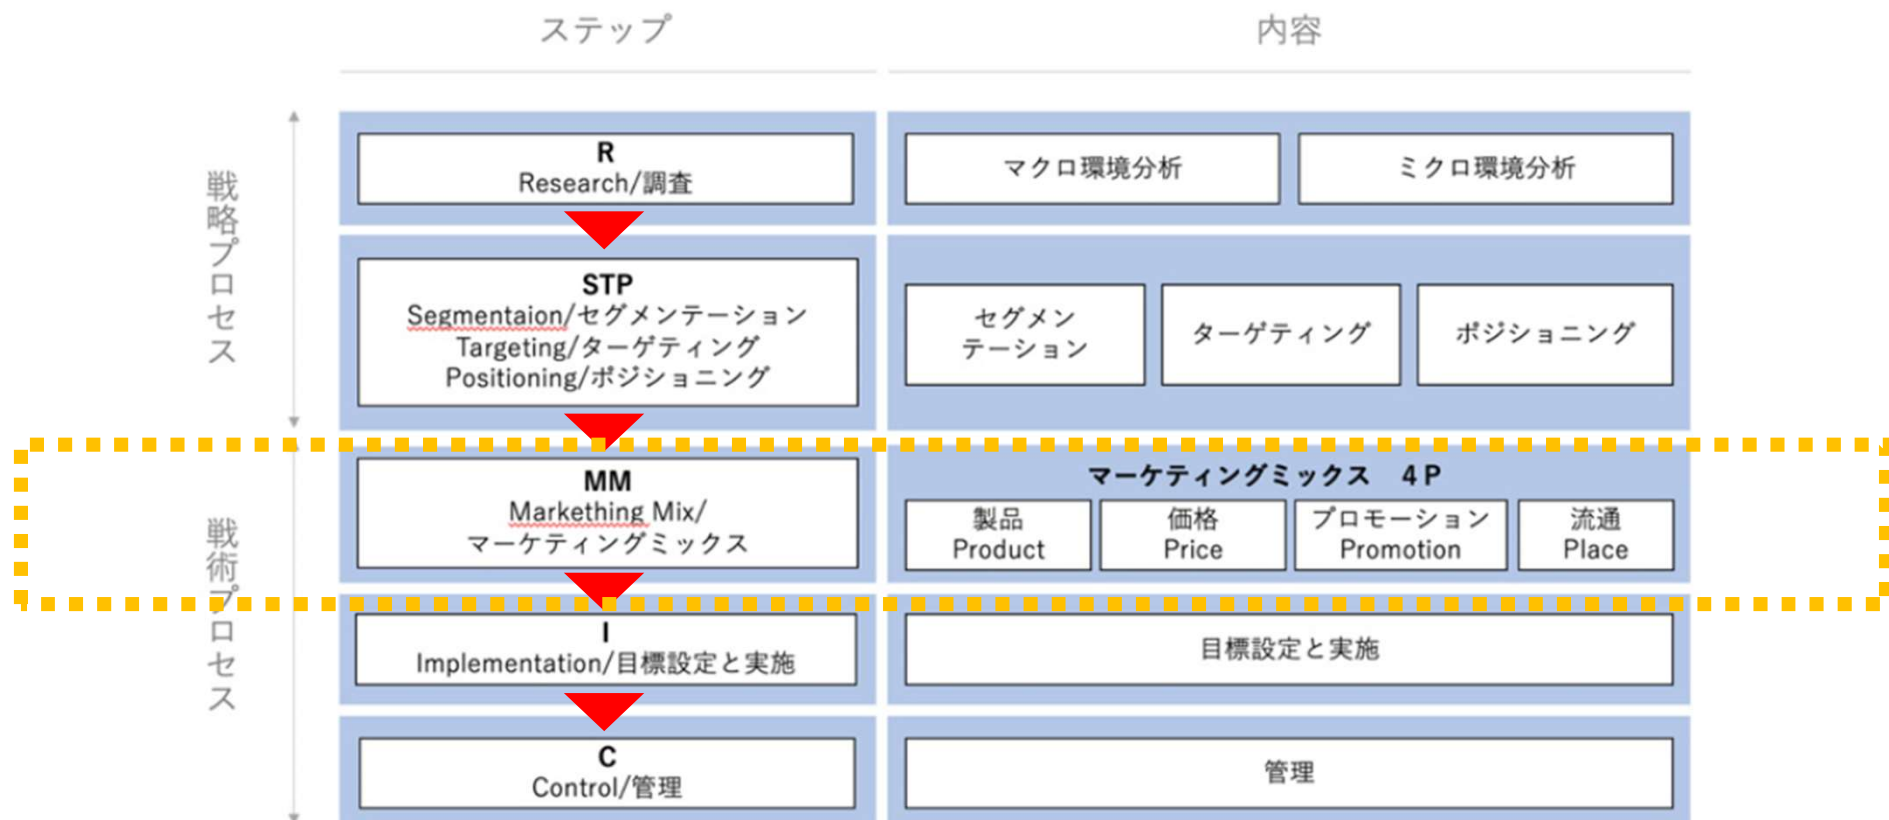 ステップ
内容
戦略プロセス
R
Research/調査
マクロ環境分析
ミクロ環境分析
STP
Segmentaion/セグメンテーション
Targeting/ターゲティング
Positioning/ポジショニング
セグメン
テーション
ターゲティング
ポジショニング
戦術プロセス
MM
Markething Mix/
マーケティングミックス
マーケティングミックス　4P
製品
Product
価格
Price
プロモーション
Promotion
流通
Place
I
Implementation/目標設定と実施
目標設定と実施
C
Control/管理
管理